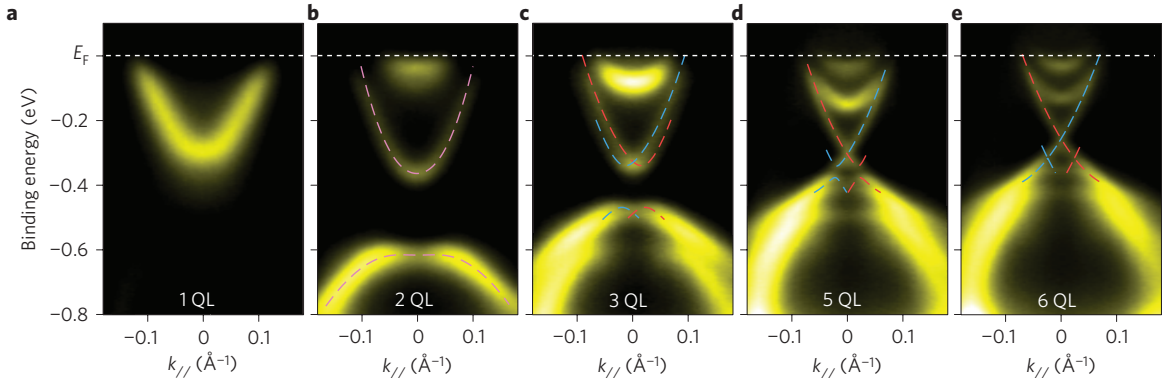 a b c d e
E_F
Binding energy (eV)
−0.2
−0.4
−0.6
−0.8
1 QL 2 QL 3 QL 5 QL 6 QL
−0.1 0 0.1 −0.1 0 0.1 −0.1 0 0.1 −0.1 0 0.1 −0.1 0 0.1
k// (Å⁻¹) k// (Å⁻¹) k// (Å⁻¹) k// (Å⁻¹) k// (Å⁻¹)